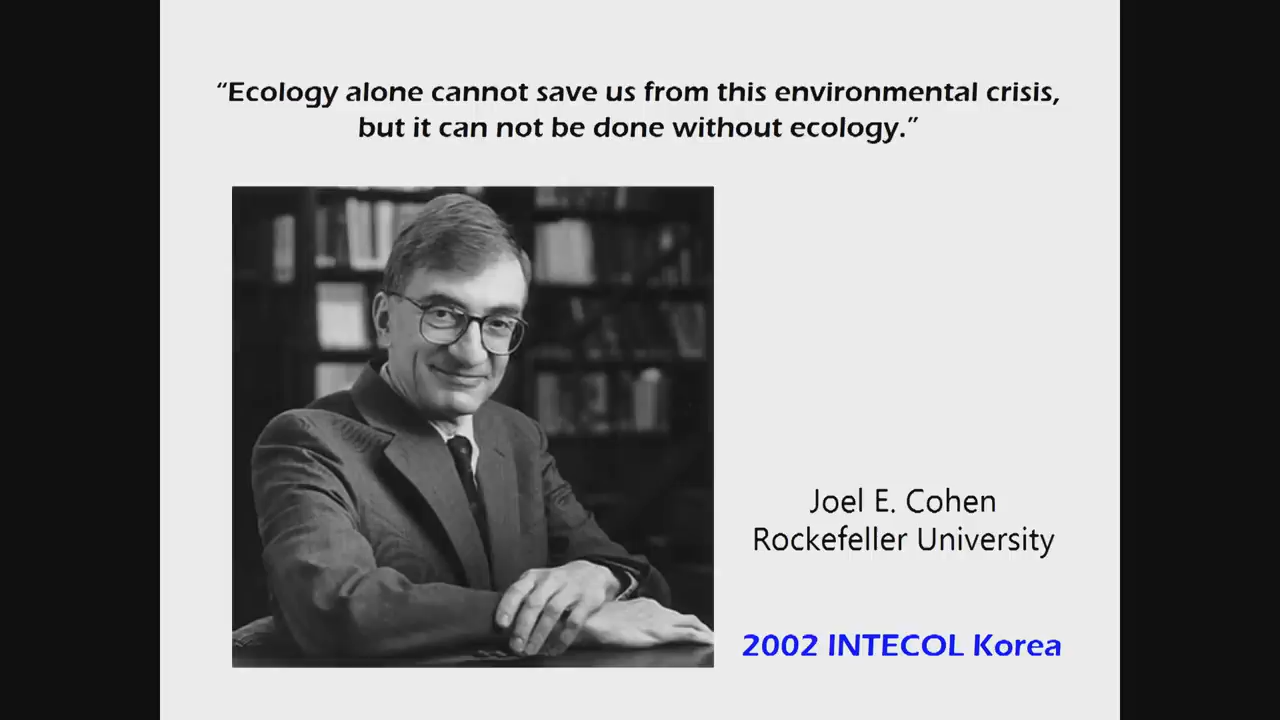 “Ecology alone cannot save us from this environmental crisis,
but it can not be done without ecology.”
Joel E. Cohen
Rockefeller University
2002 INTECOL Korea